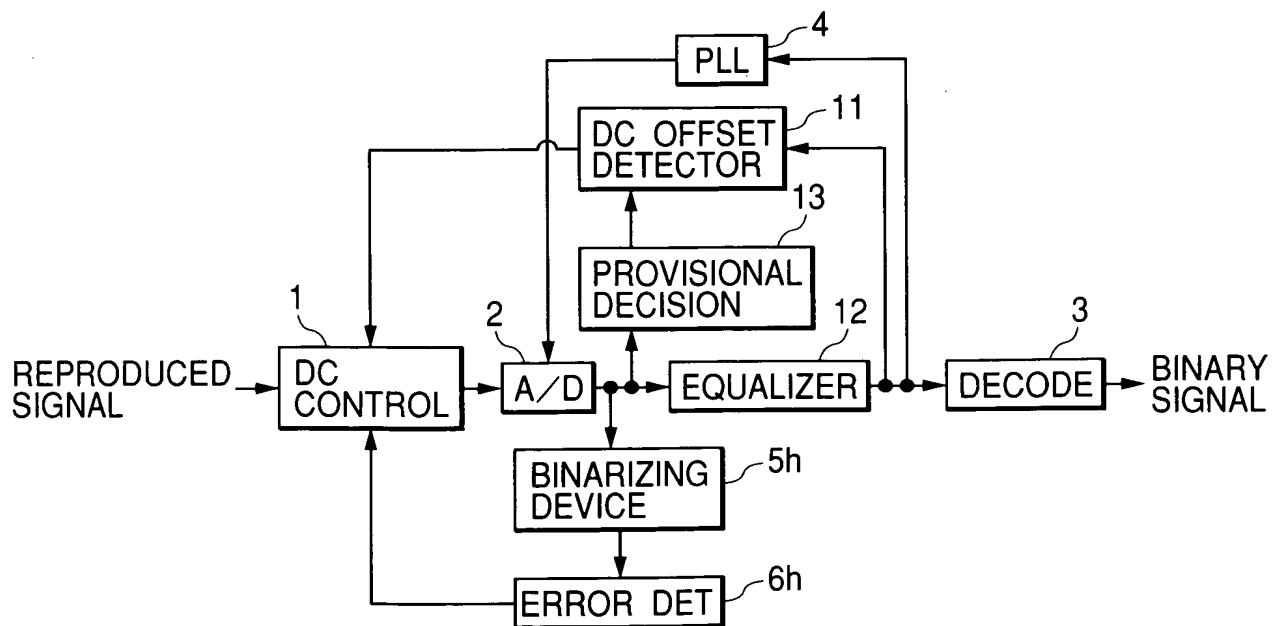 4
PLL
11
DC OFFSET
DETECTOR
13
PROVISIONAL
DECISION
1
2
12
3
REPRODUCED
SIGNAL
DC
CONTROL
A/D
EQUALIZER
DECODE
BINARY
SIGNAL
BINARIZING
DEVICE
5h
ERROR DET
6h